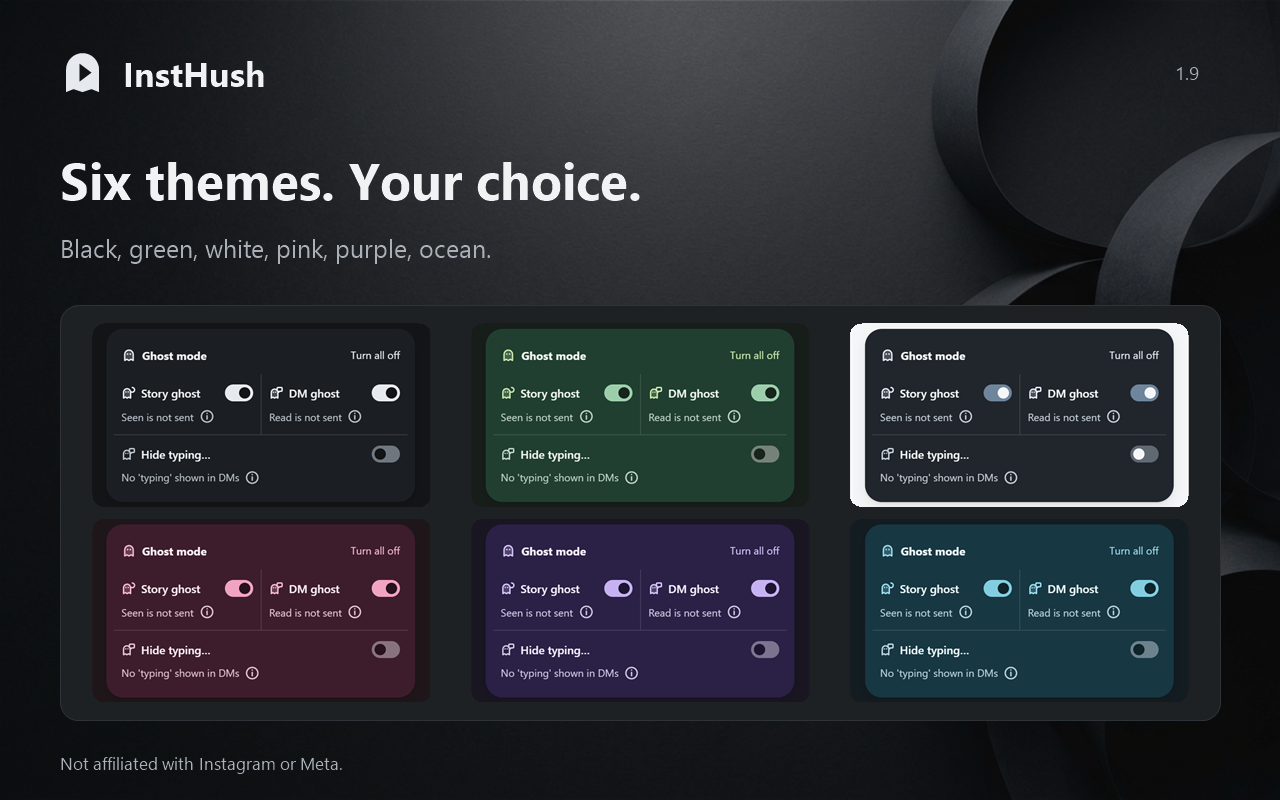 InstHush
1.9
Six themes. Your choice.
Black, green, white, pink, purple, ocean.
Ghost mode Turn all off
Story ghost DM ghost
Seen is not sent Read is not sent
Hide typing...
No 'typing' shown in DMs
Ghost mode Turn all off
Story ghost DM ghost
Seen is not sent Read is not sent
Hide typing...
No 'typing' shown in DMs
Ghost mode Turn all off
Story ghost DM ghost
Seen is not sent Read is not sent
Hide typing...
No 'typing' shown in DMs
Ghost mode Turn all off
Story ghost DM ghost
Seen is not sent Read is not sent
Hide typing...
No 'typing' shown in DMs
Ghost mode Turn all off
Story ghost DM ghost
Seen is not sent Read is not sent
Hide typing...
No 'typing' shown in DMs
Ghost mode Turn all off
Story ghost DM ghost
Seen is not sent Read is not sent
Hide typing...
No 'typing' shown in DMs
Not affiliated with Instagram or Meta.